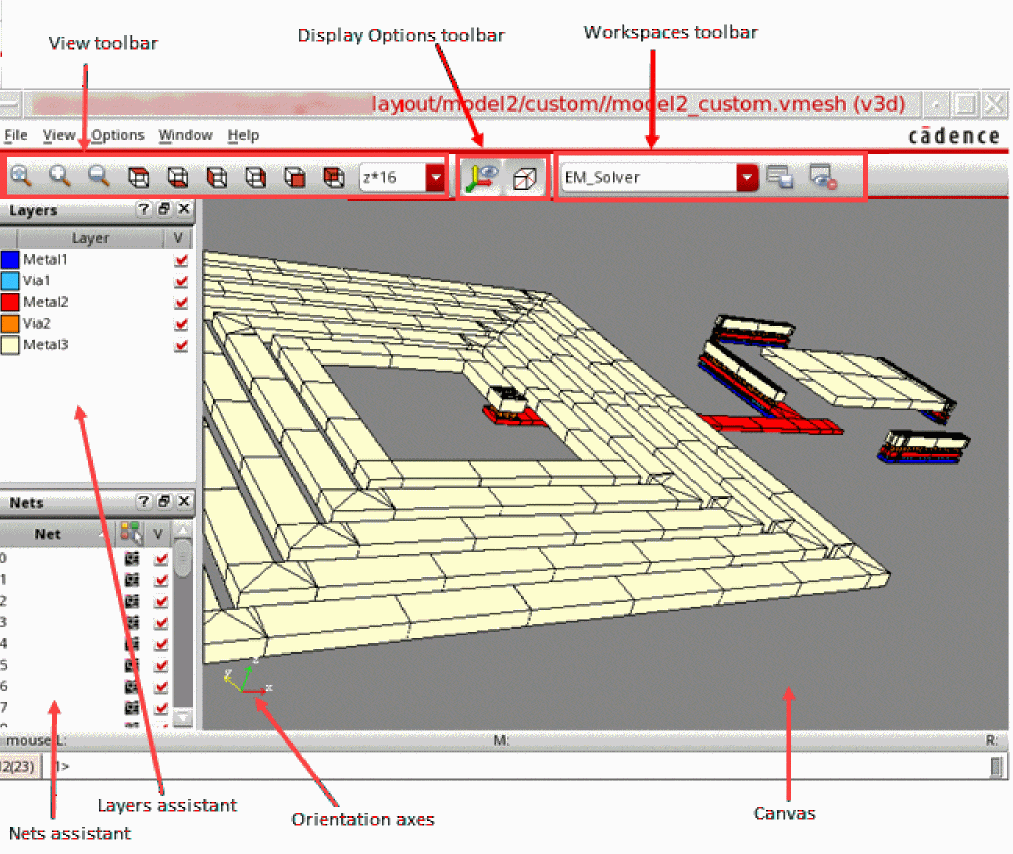 View toolbar
Display Options toolbar
Workspaces toolbar
layout/model2/custom//model2_custom.vmesh (v3d)
File View Options Window Help
cādence
z*16
EM_Solver
Layers
Layer V
Metal1
Via1
Metal2
Via2
Metal3
Nets
Net V
0
1
2
3
4
5
6
7
z
x
mouse L: M: R:
2(23) 1>
Layers assistant
Nets assistant
Orientation axes
Canvas